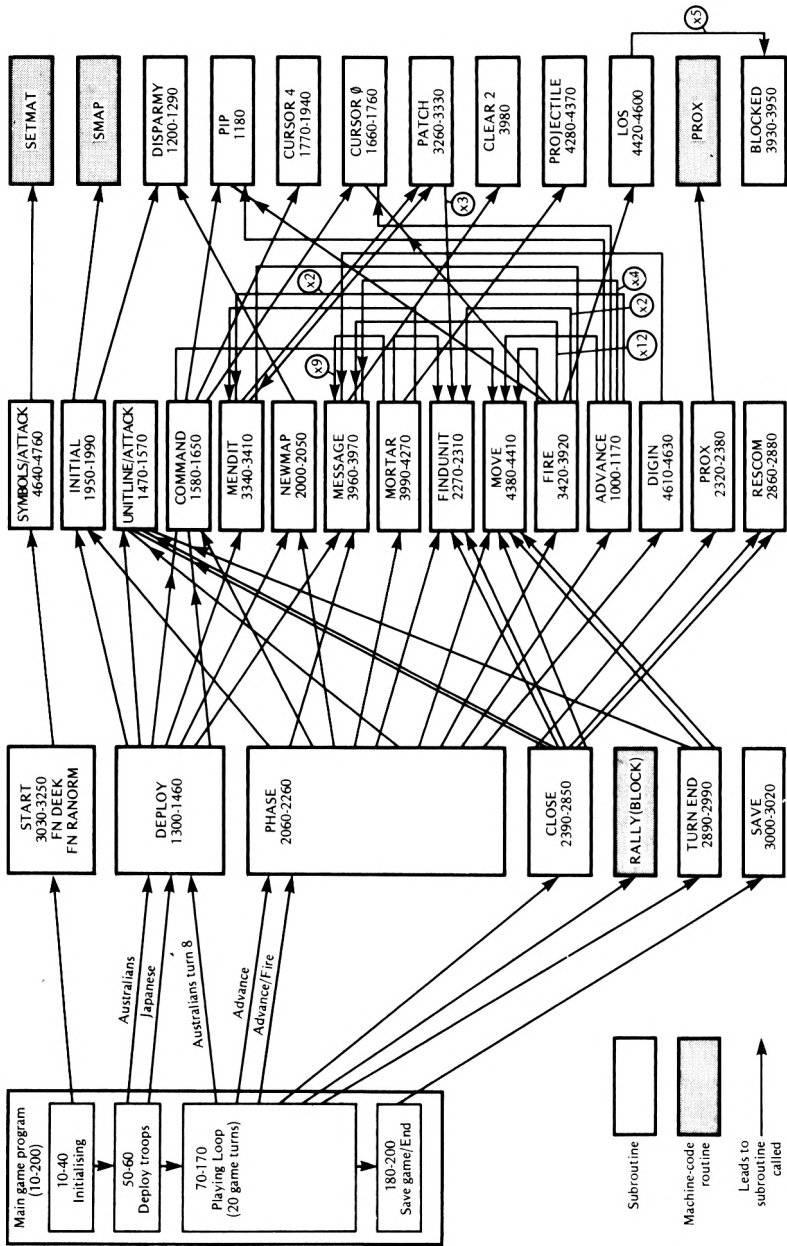 Main game program
(10-200)
10-40
Initialising
50-60
Deploy troops
70-170
Playing Loop
(20 game turns)
180-200
Save game/End
Australians
Japanese
Australians turn 8
Advance
Advance/Fire
START
3030-3250
FN DEEK
FN RANORM
DEPLOY
1300-1460
PHASE
2060-2260
CLOSE
2390-2850
RALLY(BLOCK)
TURN END
2890-2990
SAVE
3000-3020
SYMBOLS/ATTACK
4640-4760
INITIAL
1950-1990
UNITLINE/ATTACK
1470-1570
COMMAND
1580-1650
MENDIT
3340-3410
NEWMAP
2000-2050
MESSAGE
3960-3970
MORTAR
3990-4270
FINDUNIT
2270-2310
MOVE
4380-4410
FIRE
3420-3920
ADVANCE
1000-1170
DIGIN
4610-4630
PROX
2320-2380
RESCOM
2860-2880
x2
x9
x3
x4
x2
x12
x5
SETMAT
SMAP
DISPARMY
1200-1290
PIP
1180
CURSOR 4
1770-1940
CURSOR 0
1660-1760
PATCH
3260-3330
CLEAR 2
3980
PROJECTILE
4280-4370
LOS
4420-4600
PROX
BLOCKED
3930-3950
Subroutine
Machine-code
routine
Leads to
subroutine
called